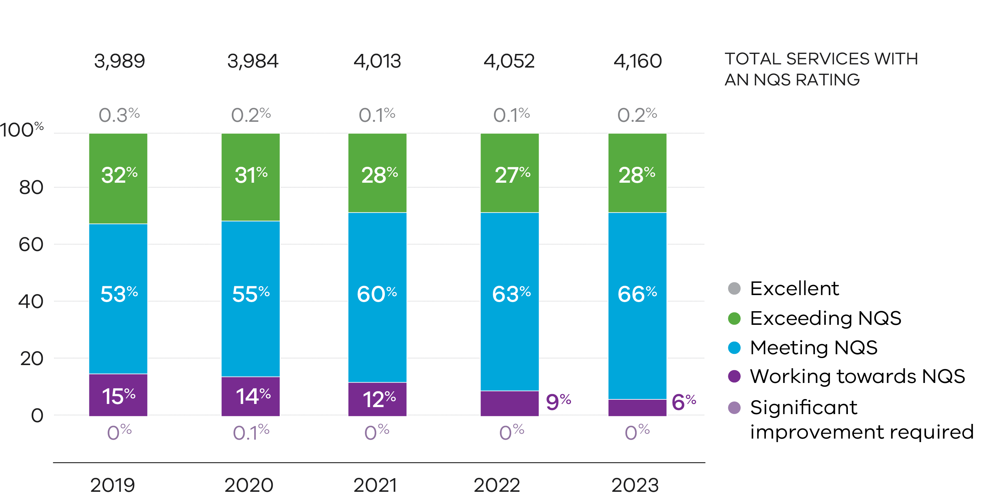 3,989 3,984 4,013 4,052 4,160 TOTAL SERVICES WITH
AN NQS RATING
0.3% 0.2% 0.1% 0.1% 0.2%
100%
32% 31% 28% 27% 28%
80
60
53% 55% 60% 63% 66%
40
20
15% 14% 12% 9% 6%
0
0% 0.1% 0% 0% 0%
Excellent
Exceeding NQS
Meeting NQS
Working towards NQS
Significant
improvement required
2019 2020 2021 2022 2023